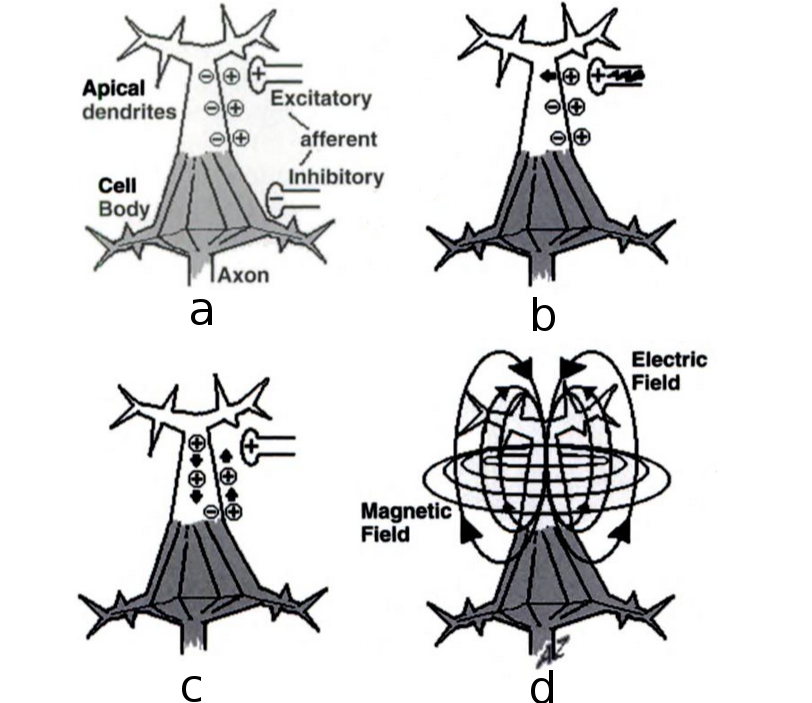 Apical
dendrites
Excitatory
afferent
Inhibitory
Cell
Body
Axon
a
b
c
Electric
Field
Magnetic
Field
d